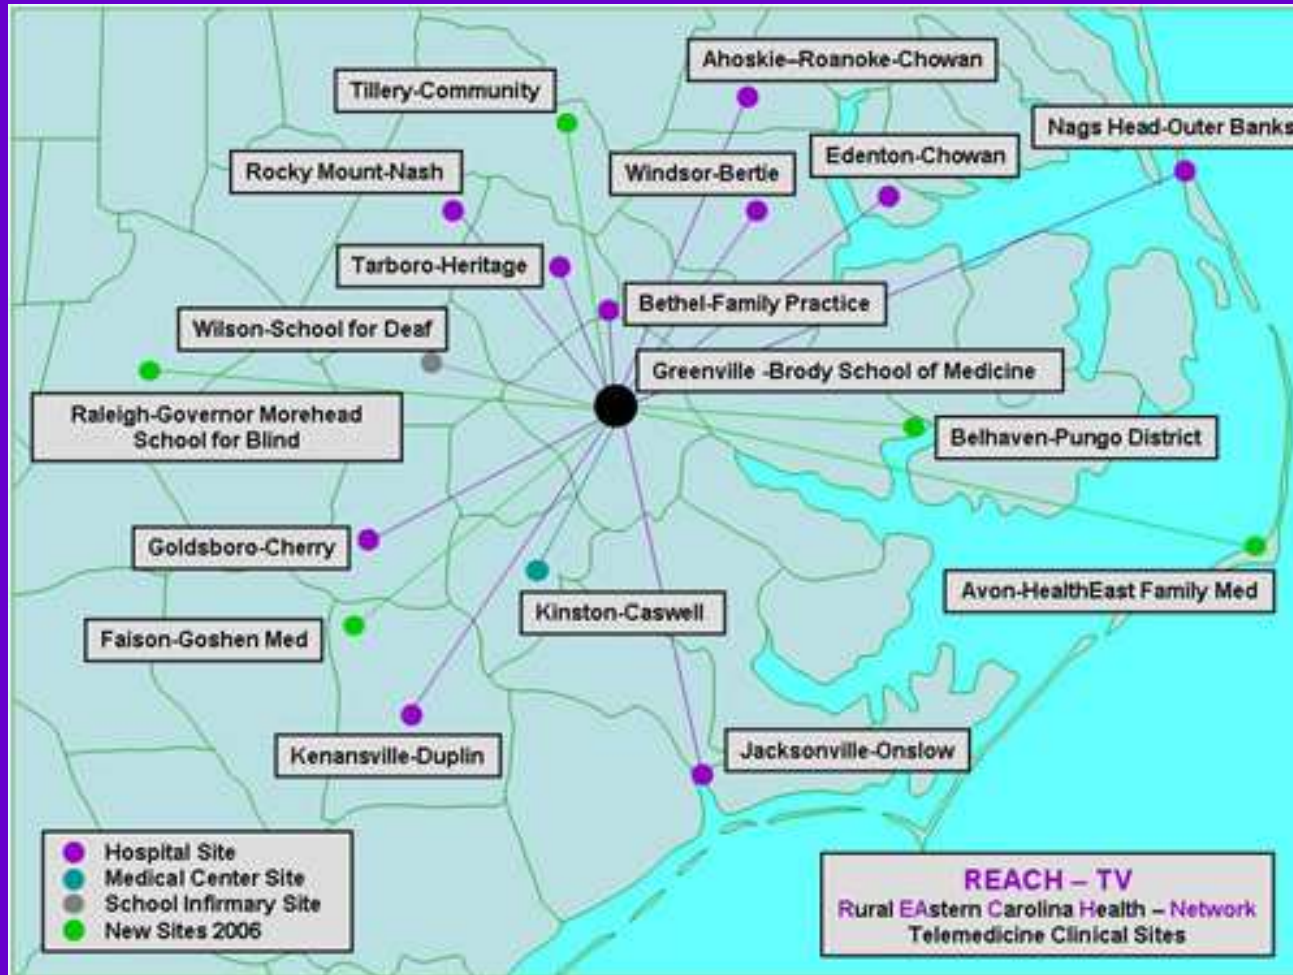 Ahoskie–Roanoke-Chowan
Tillery-Community
Nags Head-Outer Banks
Edenton-Chowan
Rocky Mount-Nash
Windsor-Bertie
Tarboro-Heritage
Bethel-Family Practice
Wilson-School for Deaf
Greenville -Brody School of Medicine
Raleigh-Governor Morehead
School for Blind
Belhaven-Pungo District
Goldsboro-Cherry
Avon-HealthEast Family Med
Kinston-Caswell
Faison-Goshen Med
Jacksonville-Onslow
Kenansville-Duplin
Hospital Site
Medical Center Site
School Infirmary Site
New Sites 2006
REACH – TV
Rural EAstern Carolina Health – Network
Telemedicine Clinical Sites